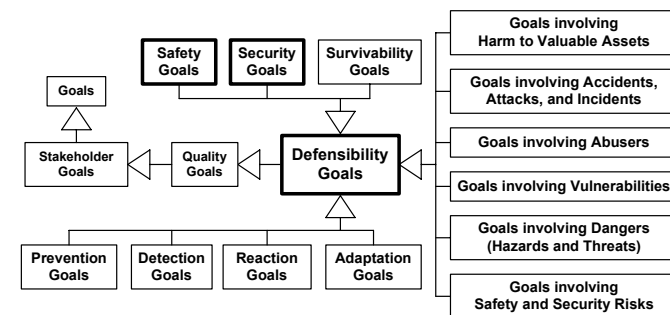 Safety
Goals
Security
Goals
Survivability
Goals
Goals
Stakeholder
Goals
Quality
Goals
Defensibility
Goals
Prevention
Goals
Detection
Goals
Reaction
Goals
Adaptation
Goals
Goals involving
Harm to Valuable Assets
Goals involving Accidents,
Attacks, and Incidents
Goals involving Abusers
Goals involving Vulnerabilities
Goals involving Dangers
(Hazards and Threats)
Goals involving
Safety and Security Risks